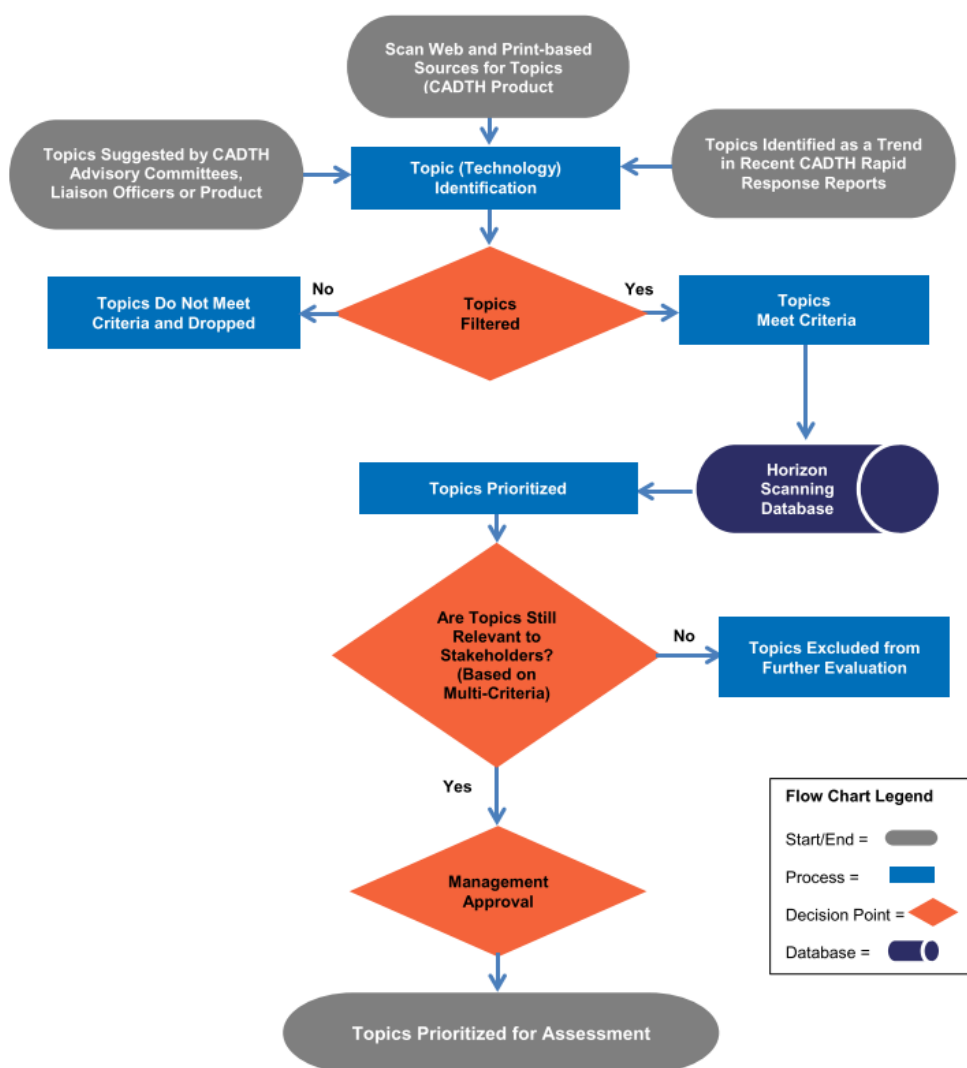 Scan Web and Print-based
Sources for Topics
(CADTH Product
Topics Suggested by CADTH
Advisory Committees,
Liaison Officers or Product
Topic (Technology)
Identification
Topics Identified as a Trend
in Recent CADTH Rapid
Response Reports
No
Yes
Topics Do Not Meet
Criteria and Dropped
Topics
Filtered
Topics
Meet Criteria
Topics Prioritized
Horizon
Scanning
Database
Are Topics Still
Relevant to
Stakeholders?
(Based on
Multi-Criteria)
No
Topics Excluded from
Further Evaluation
Yes
Management
Approval
Topics Prioritized for Assessment
Flow Chart Legend
Start/End =
Process =
Decision Point =
Database =